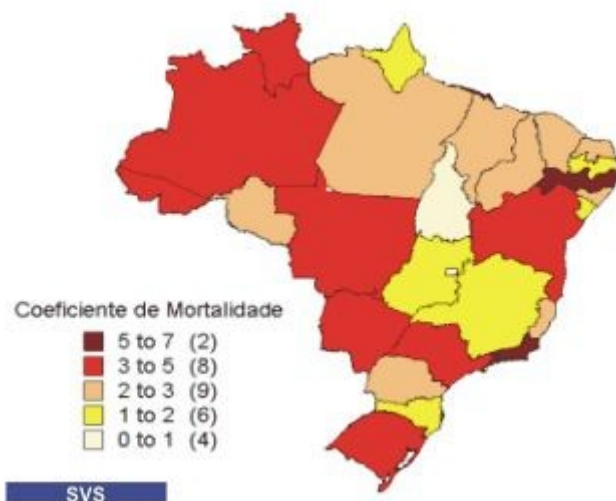 Coeficiente de Mortalidade
5 to 7 (2)
3 to 5 (8)
2 to 3 (9)
1 to 2 (6)
0 to 1 (4)
SVS